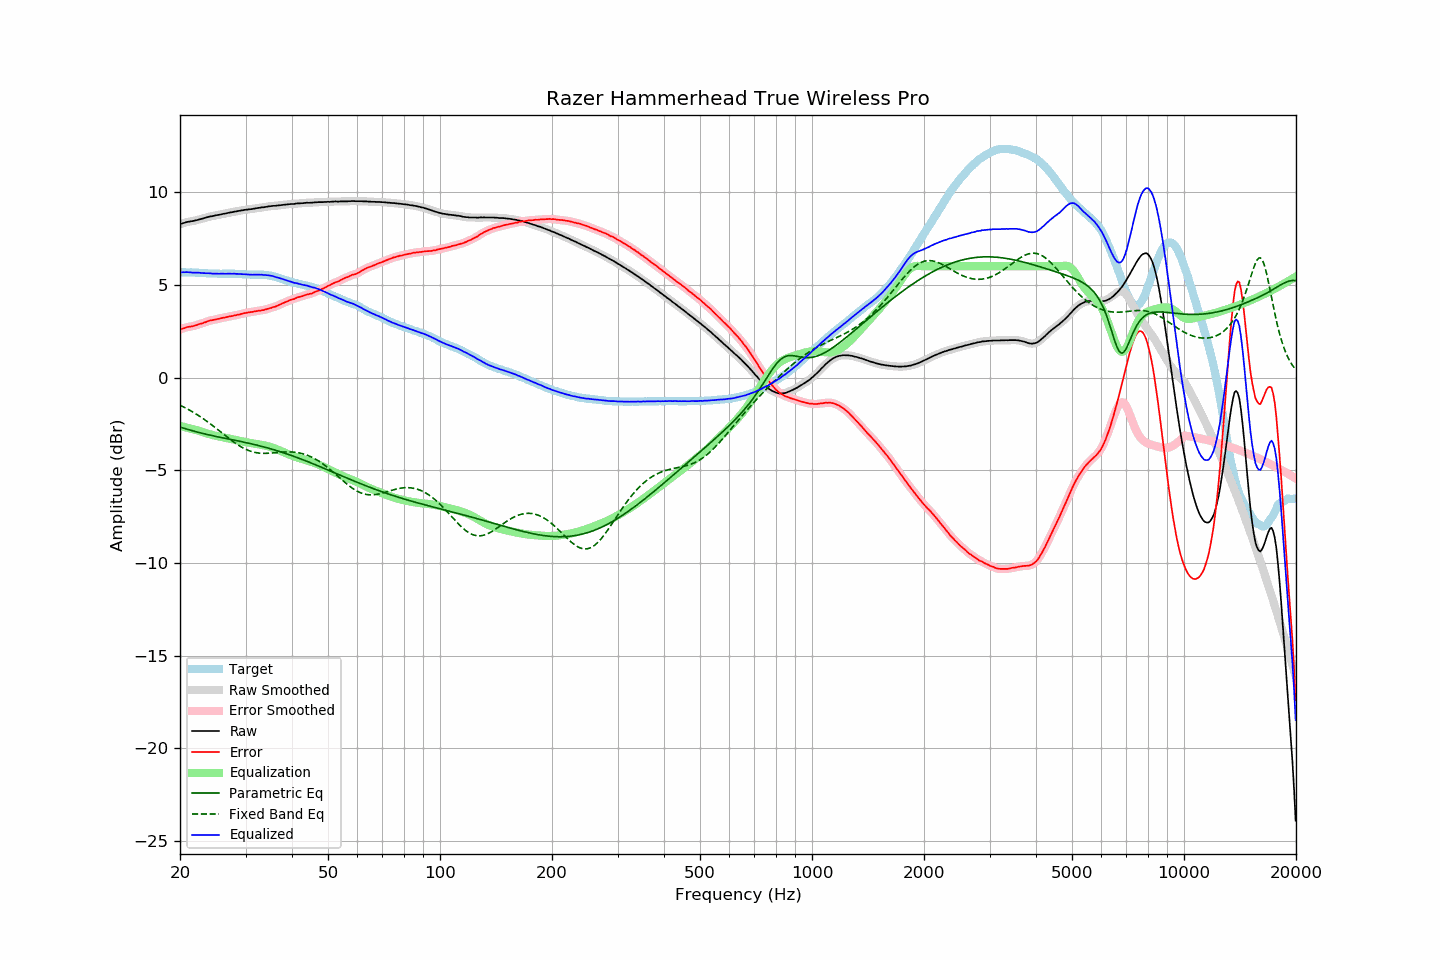 Razer Hammerhead True Wireless Pro
Amplitude (dBr)
10
5
0
−5
−10
−15
−20
−25
Target
Raw Smoothed
Error Smoothed
Raw
Error
Equalization
Parametric Eq
Fixed Band Eq
Equalized
20
50
100
200
500
1000
2000
5000
10000
20000
Frequency (Hz)